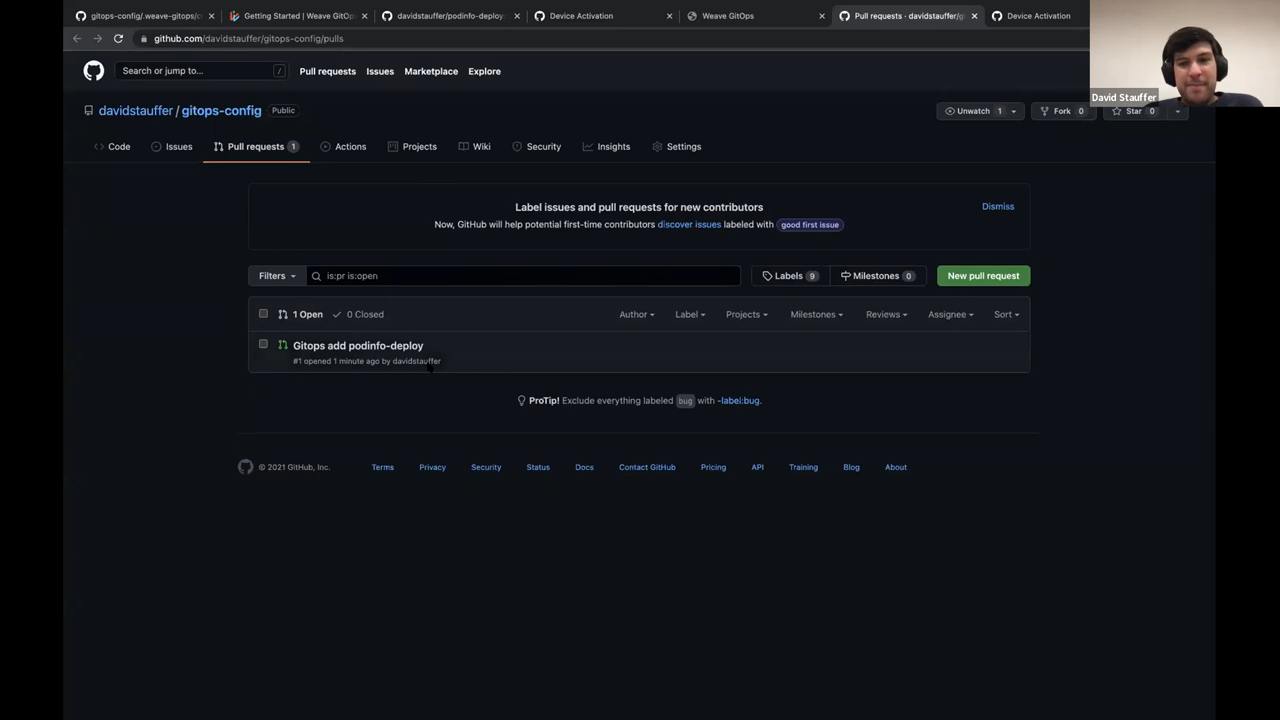 gitops-config/.weave-gitops/c
Getting Started | Weave GitOps
davidstauffer/podinfo-deploy
Device Activation
Weave GitOps
Pull requests · davidstauffer/g
Device Activation
github.com/davidstauffer/gitops-config/pulls
Search or jump to...
/
Pull requests
Issues
Marketplace
Explore
David Stauffer
davidstauffer / gitops-config
Public
Unwatch 1
Fork 0
Star 0
Code
Issues
Pull requests 1
Actions
Projects
Wiki
Security
Insights
Settings
Label issues and pull requests for new contributors
Dismiss
Now, GitHub will help potential first-time contributors discover issues labeled with good first issue
Filters
is:pr is:open
Labels 9
Milestones 0
New pull request
1 Open
0 Closed
Author
Label
Projects
Milestones
Reviews
Assignee
Sort
Gitops add podinfo-deploy
#1 opened 1 minute ago by davidstauffer
ProTip! Exclude everything labeled bug with -label:bug.
© 2021 GitHub, Inc.
Terms
Privacy
Security
Status
Docs
Contact GitHub
Pricing
API
Training
Blog
About